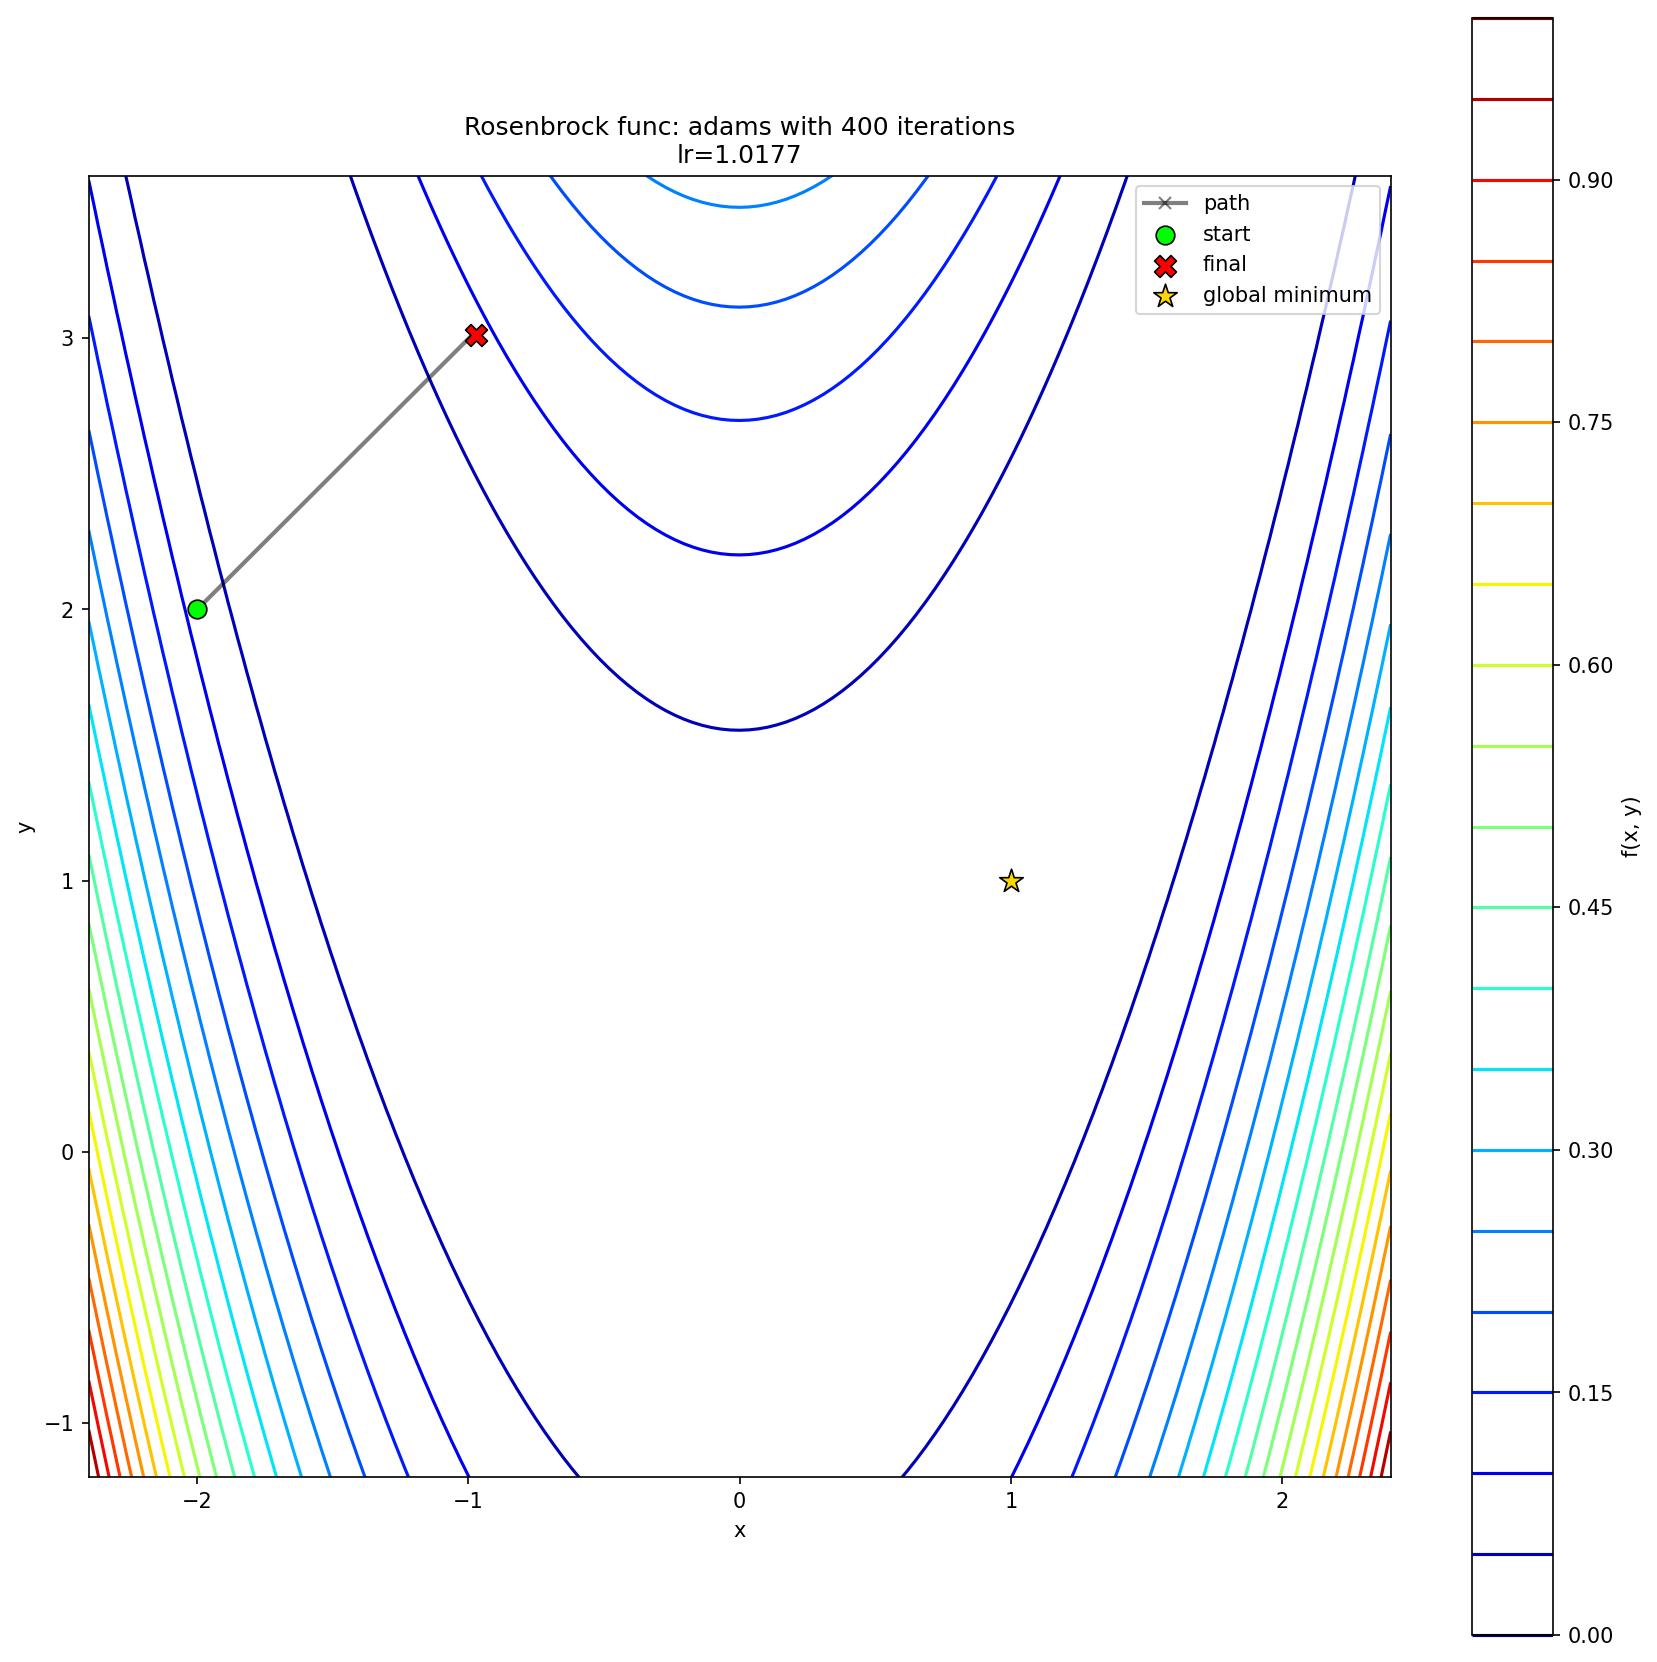 Rosenbrock func: adams with 400 iterations
lr=1.0177
path
start
final
global minimum
3
2
1
0
−1
y
−2
−1
0
1
2
x
0.90
0.75
0.60
0.45
0.30
0.15
0.00
f(x, y)